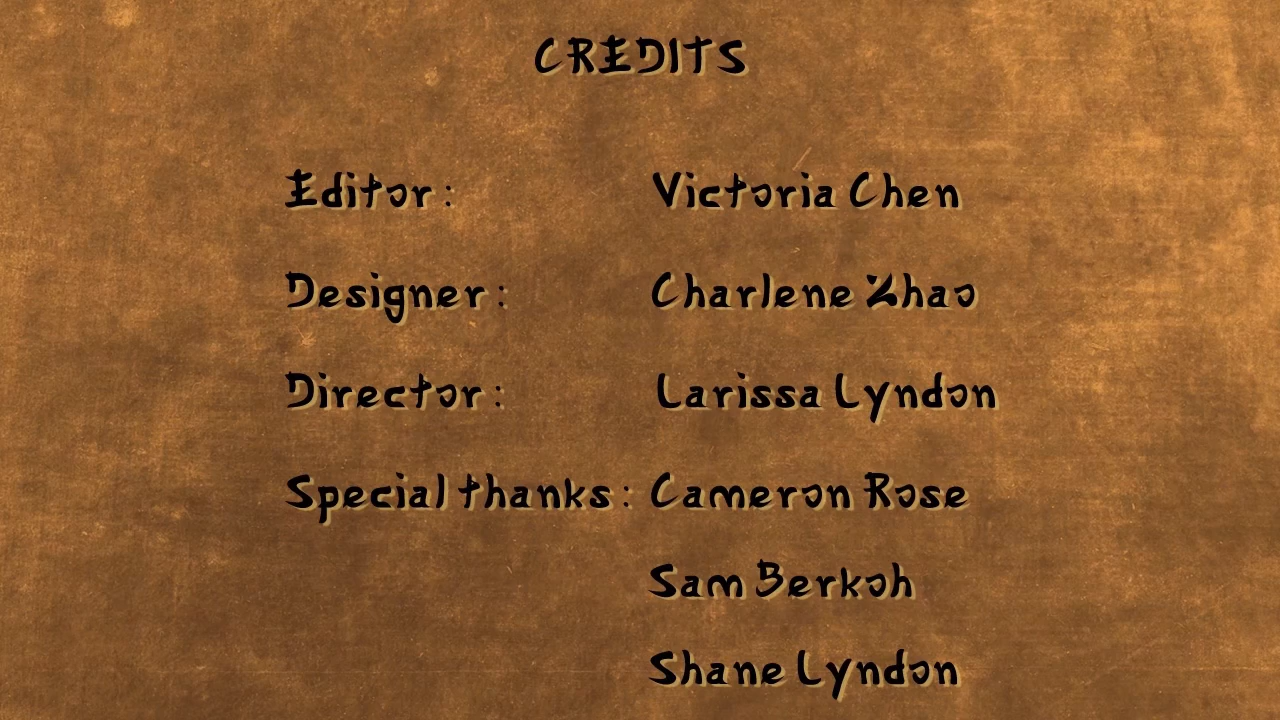 CREDITS
Editor: Victoria Chen
Designer: Charlene Zhao
Director: Larissa Lyndon
Special thanks: Cameron Rose
Sam Berkoh
Shane Lyndon